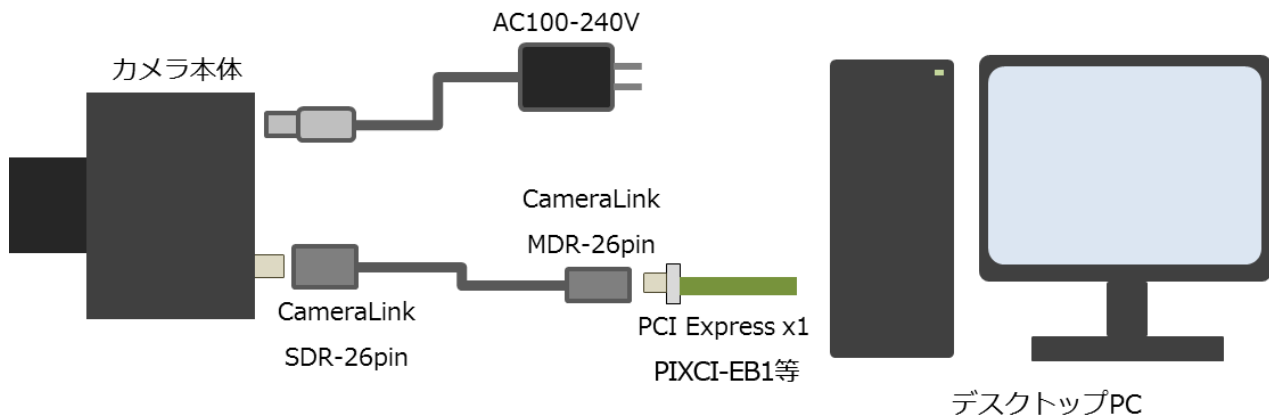 AC100-240V
カメラ本体
CameraLink
MDR-26pin
CameraLink
SDR-26pin
PCI Express x1
PIXCI-EB1等
デスクトップPC